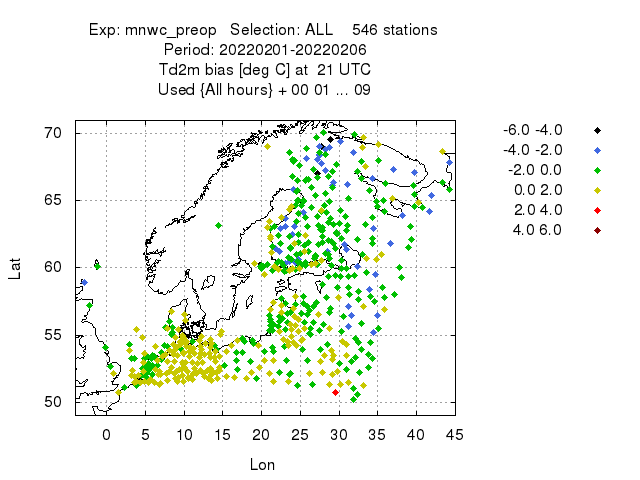 Exp: mnwc_preop   Selection: ALL    546 stations
Period: 20220201-20220206
Td2m bias [deg C] at  21 UTC
Used {All hours} + 00 01 ... 09
-6.0 -4.0
-4.0 -2.0
-2.0 0.0
0.0 2.0
2.0 4.0
4.0 6.0
70
65
60
55
50
Lat
0 5 10 15 20 25 30 35 40 45
Lon